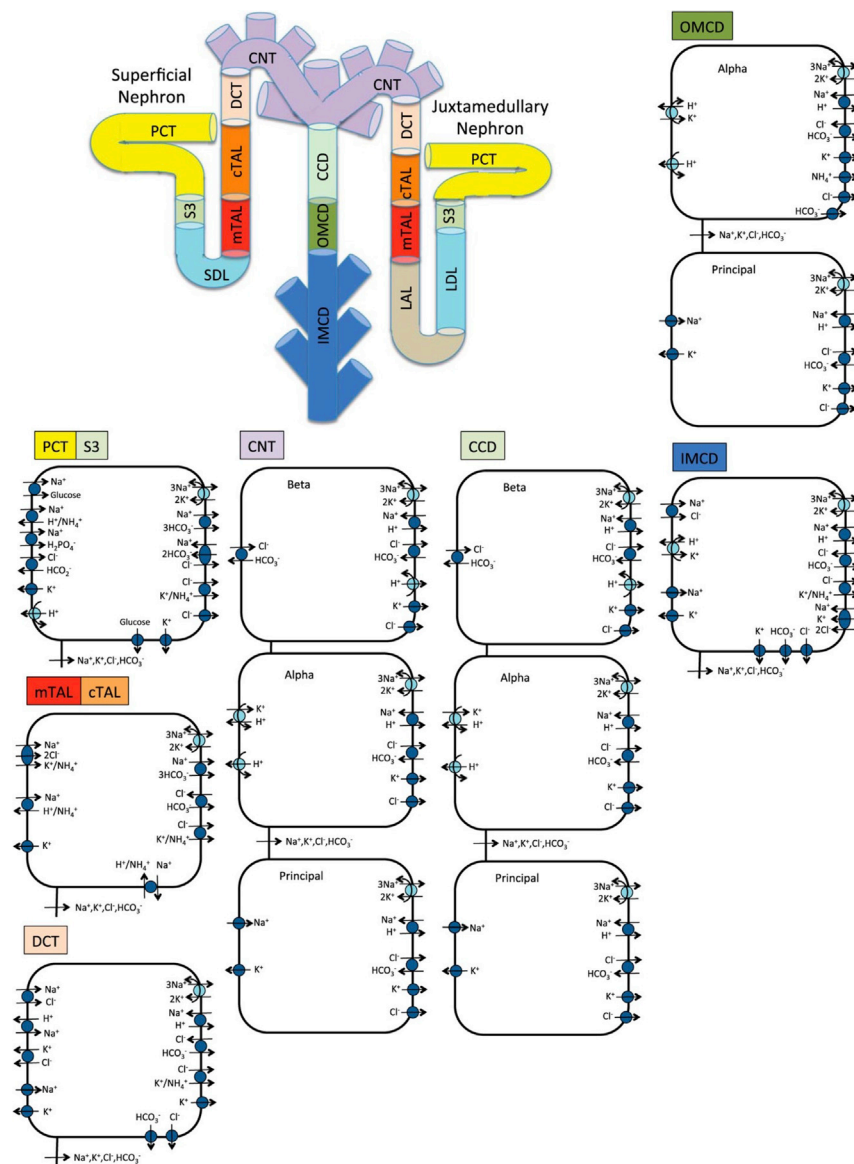 CNT
CNT
Superficial
Nephron
Juxtamedullary
Nephron
DCT
PCT
cTAL
CCD
DCT
PCT
cTAL
S3
mTAL
OMCD
mTAL
S3
SDL
IMCD
LAL
LDL
OMCD
Alpha
3Na⁺
2K⁺
Na⁺
H⁺
Cl⁻
HCO₃⁻
K⁺
NH₄⁺
Cl⁻
HCO₃⁻
H⁺
K⁺
H⁺
Na⁺,K⁺,Cl⁻,HCO₃⁻
Principal
3Na⁺
2K⁺
Na⁺
H⁺
Cl⁻
HCO₃⁻
K⁺
Cl⁻
Na⁺
K⁺
PCT S3
Na⁺
Glucose
Na⁺
H⁺/NH₄⁺
Na⁺
H₂PO₄⁻
Cl⁻
HCO₂⁻
K⁺
H⁺
3Na⁺
2K⁺
Na⁺
3HCO₃⁻
Na⁺
2HCO₃⁻
Cl⁻
Cl⁻
K⁺/NH₄⁺
Cl⁻
Glucose K⁺
Na⁺,K⁺,Cl⁻,HCO₃⁻
mTAL cTAL
Na⁺
2Cl⁻
K⁺/NH₄⁺
Na⁺
H⁺/NH₄⁺
K⁺
3Na⁺
2K⁺
Na⁺
3HCO₃⁻
Cl⁻
HCO₃⁻
Cl⁻
K⁺/NH₄⁺
H⁺/NH₄⁺ Na⁺
Na⁺,K⁺,Cl⁻,HCO₃⁻
DCT
Na⁺
Cl⁻
H⁺
Na⁺
K⁺
Cl⁻
Na⁺
K⁺
3Na⁺
2K⁺
Na⁺
H⁺
Cl⁻
HCO₃⁻
Cl⁻
K⁺/NH₄⁺
K⁺
HCO₃⁻ Cl⁻
Na⁺,K⁺,Cl⁻,HCO₃⁻
CNT
Beta
Cl⁻
HCO₃⁻
3Na⁺
2K⁺
Na⁺
H⁺
Cl⁻
HCO₃⁻
H⁺
K⁺
Cl⁻
Alpha
K⁺
H⁺
H⁺
3Na⁺
2K⁺
Na⁺
H⁺
Cl⁻
HCO₃⁻
K⁺
Cl⁻
Na⁺,K⁺,Cl⁻,HCO₃⁻
Principal
Na⁺
K⁺
3Na⁺
2K⁺
Na⁺
H⁺
Cl⁻
HCO₃⁻
K⁺
Cl⁻
CCD
Beta
Cl⁻
HCO₃⁻
3Na⁺
2K⁺
Na⁺
H⁺
Cl⁻
HCO₃⁻
H⁺
K⁺
Cl⁻
Alpha
K⁺
H⁺
H⁺
3Na⁺
2K⁺
Na⁺
H⁺
Cl⁻
HCO₃⁻
K⁺
Cl⁻
Na⁺,K⁺,Cl⁻,HCO₃⁻
Principal
Na⁺
K⁺
3Na⁺
2K⁺
Na⁺
H⁺
Cl⁻
HCO₃⁻
K⁺
Cl⁻
IMCD
Na⁺
Cl⁻
H⁺
K⁺
Na⁺
K⁺
3Na⁺
2K⁺
Na⁺
H⁺
Cl⁻
HCO₃⁻
Cl⁻
K⁺/NH₄⁺
Na⁺
K⁺
2Cl⁻
K⁺ HCO₃⁻ Cl⁻
Na⁺,K⁺,Cl⁻,HCO₃⁻